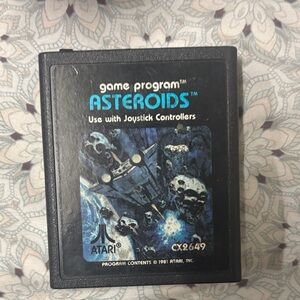 game program™
ASTEROIDS™
Use with Joystick Controllers
ATARI®
CX2649
PROGRAM CONTENTS © 1981 ATARI, INC.